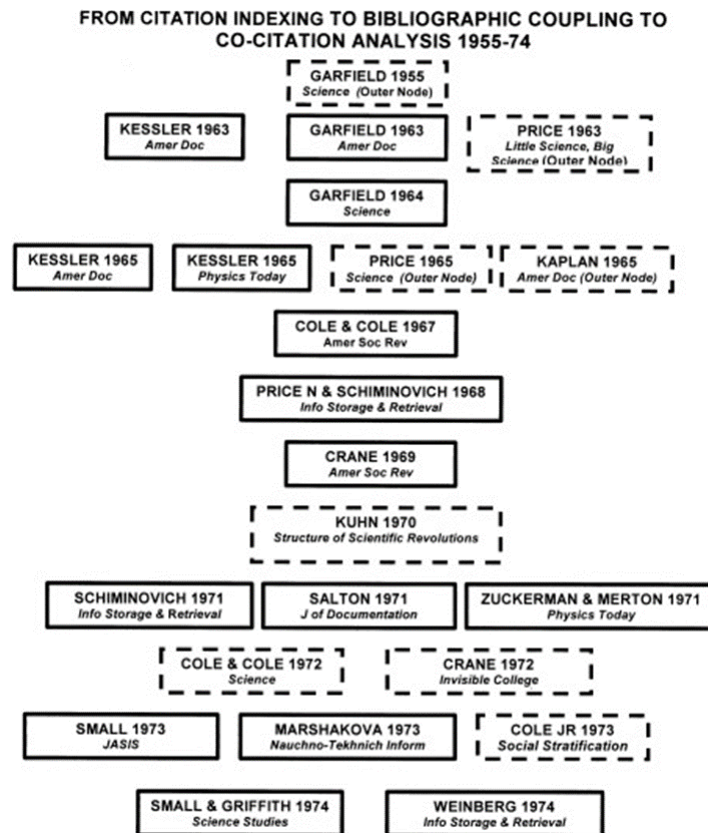 FROM CITATION INDEXING TO BIBLIOGRAPHIC COUPLING TO
CO-CITATION ANALYSIS 1955-74
GARFIELD 1955
Science (Outer Node)
KESSLER 1963
Amer Doc
GARFIELD 1963
Amer Doc
PRICE 1963
Little Science, Big
Science (Outer Node)
GARFIELD 1964
Science
KESSLER 1965
Amer Doc
KESSLER 1965
Physics Today
PRICE 1965
Science (Outer Node)
KAPLAN 1965
Amer Doc (Outer Node)
COLE & COLE 1967
Amer Soc Rev
PRICE N & SCHIMINOVICH 1968
Info Storage & Retrieval
CRANE 1969
Amer Soc Rev
KUHN 1970
Structure of Scientific Revolutions
SCHIMINOVICH 1971
Info Storage & Retrieval
SALTON 1971
J of Documentation
ZUCKERMAN & MERTON 1971
Physics Today
COLE & COLE 1972
Science
CRANE 1972
Invisible College
SMALL 1973
JASIS
MARSHAKOVA 1973
Nauchno-Tekhnich Inform
COLE JR 1973
Social Stratification
SMALL & GRIFFITH 1974
Science Studies
WEINBERG 1974
Info Storage & Retrieval